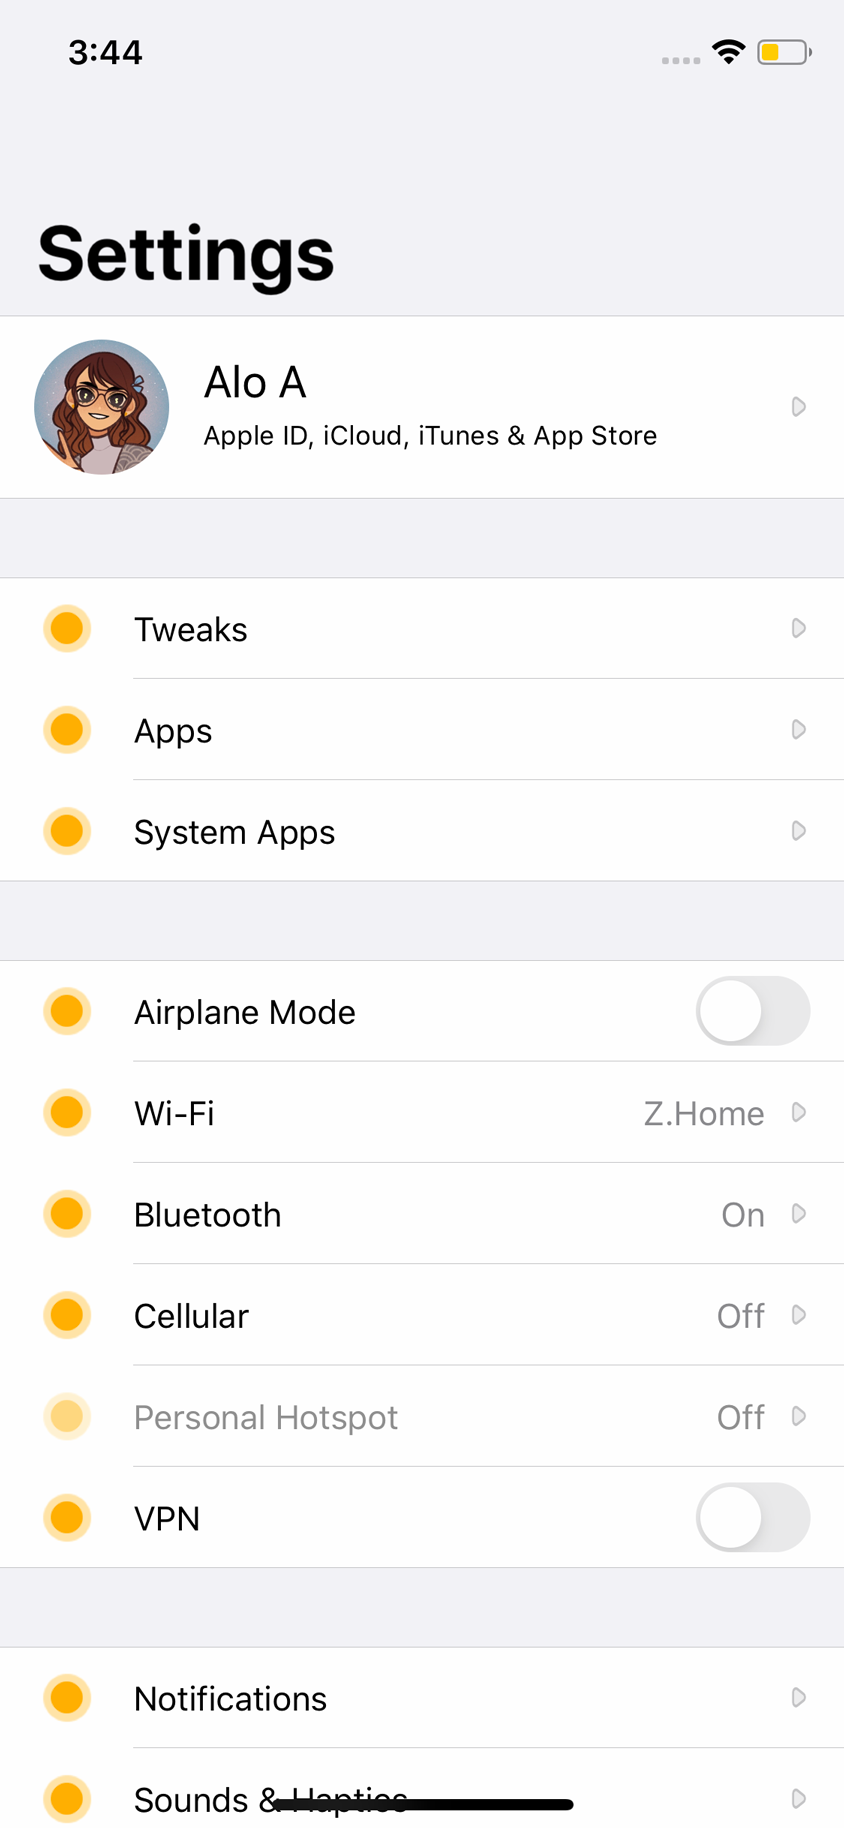 3:44
Settings
Alo A
Apple ID, iCloud, iTunes & App Store
Tweaks
Apps
System Apps
Airplane Mode
Wi-Fi Z.Home
Bluetooth On
Cellular Off
Personal Hotspot Off
VPN
Notifications
Sounds & Haptics